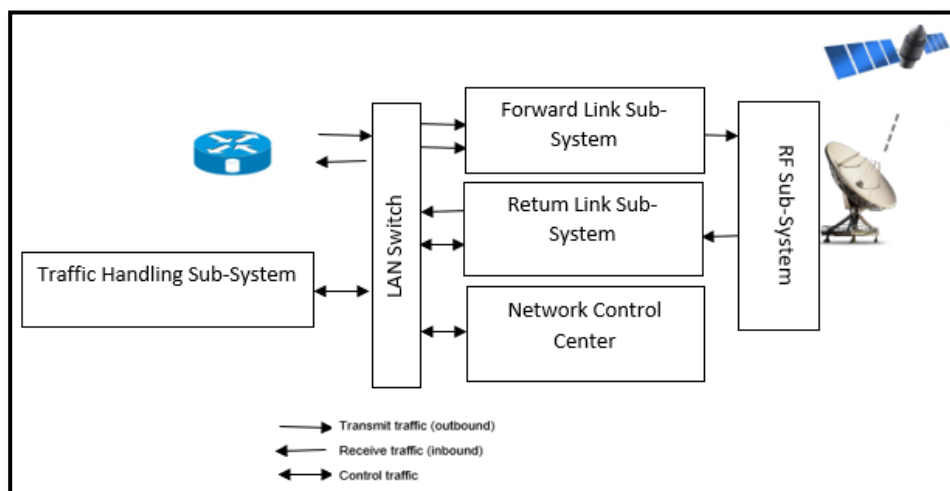 Forward Link Sub-
System
RF Sub-System
LAN Switch
Retum Link Sub-
System
Traffic Handling Sub-System
Network Control
Center
Transmit traffic (outbound)
Receive traffic (inbound)
Control traffic